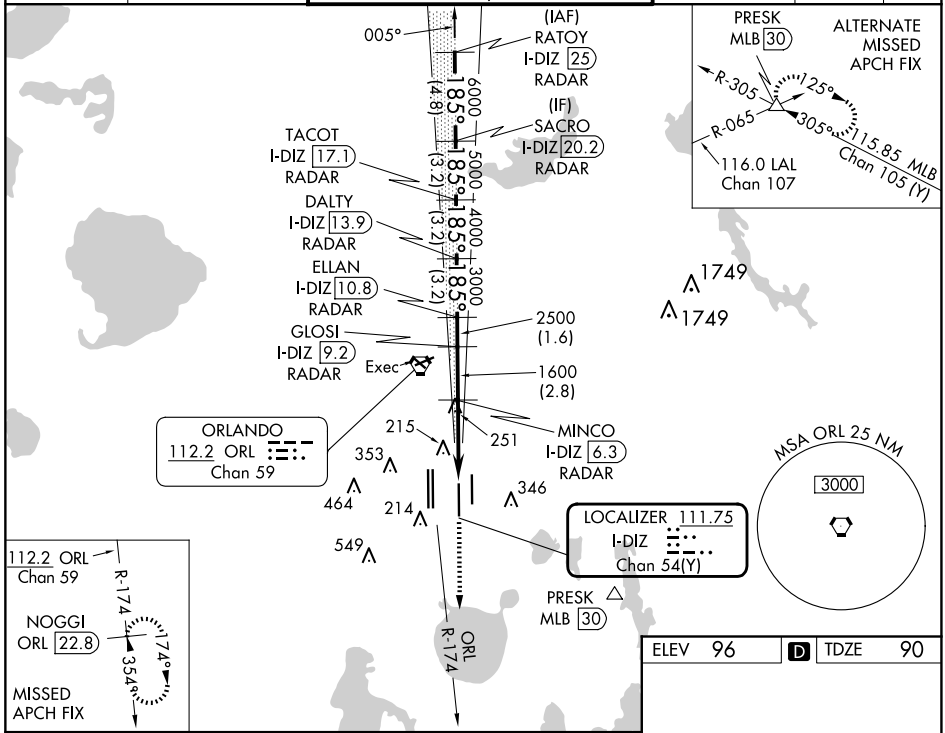 005°
(IAF)
RATOY
I-DIZ 25
RADAR
6000
185°
(4.8)
(IF)
SACRO
I-DIZ 20.2
RADAR
TACOT
I-DIZ 17.1
RADAR
5000
185°
(3.2)
DALTY
I-DIZ 13.9
RADAR
4000
185°
(3.2)
ELLAN
I-DIZ 10.8
RADAR
3000
185°
(3.2)
GLOSI
I-DIZ 9.2
RADAR
2500
(1.6)
1600
(2.8)
Exec
MINCO
I-DIZ 6.3
RADAR
ORLANDO
112.2 ORL
Chan 59
215
251
353
464
214
346
549
LOCALIZER 111.75
I-DIZ
Chan 54(Y)
PRESK
MLB 30
ORL
R-174
PRESK
MLB 30
ALTERNATE
MISSED
APCH FIX
R-305
125°
R-065
305°
115.85 MLB
Chan 105 (Y)
116.0 LAL
Chan 107
1749
1749
MSA ORL 25 NM
3000
112.2 ORL
Chan 59
R-174
NOGGI
ORL 22.8
174°
354°
MISSED
APCH FIX
ELEV 96
D
TDZE 90